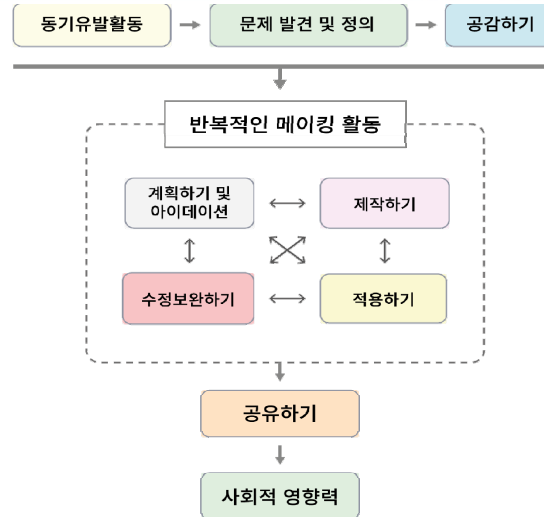 동기유발활동
문제 발견 및 정의
공감하기
반복적인 메이킹 활동
계획하기 및
아이데이션
제작하기
수정보완하기
적용하기
공유하기
사회적 영향력